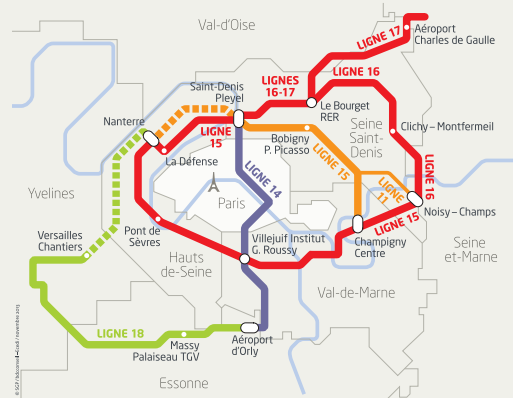 Val-d'Oise
LIGNE 17
Aéroport
Charles de Gaulle
LIGNES
16-17
LIGNE 16
Saint-Denis
Pleyel
Le Bourget
RER
Nanterre
LIGNE
15
Bobigny
P. Picasso
Seine
Saint-
Denis
Clichy – Montfermeil
La Défense
LIGNE 14
LIGNE 15
LIGNE
11
LIGNE 16
Yvelines
Paris
Noisy – Champs
LIGNE 15
Pont de
Sèvres
Versailles
Chantiers
Villejuif Institut
G. Roussy
Champigny
Centre
Seine
et-Marne
Hauts
de-Seine
Val-de-Marne
LIGNE 18
Massy
Palaiseau TGV
Aéroport
d'Orly
Essonne